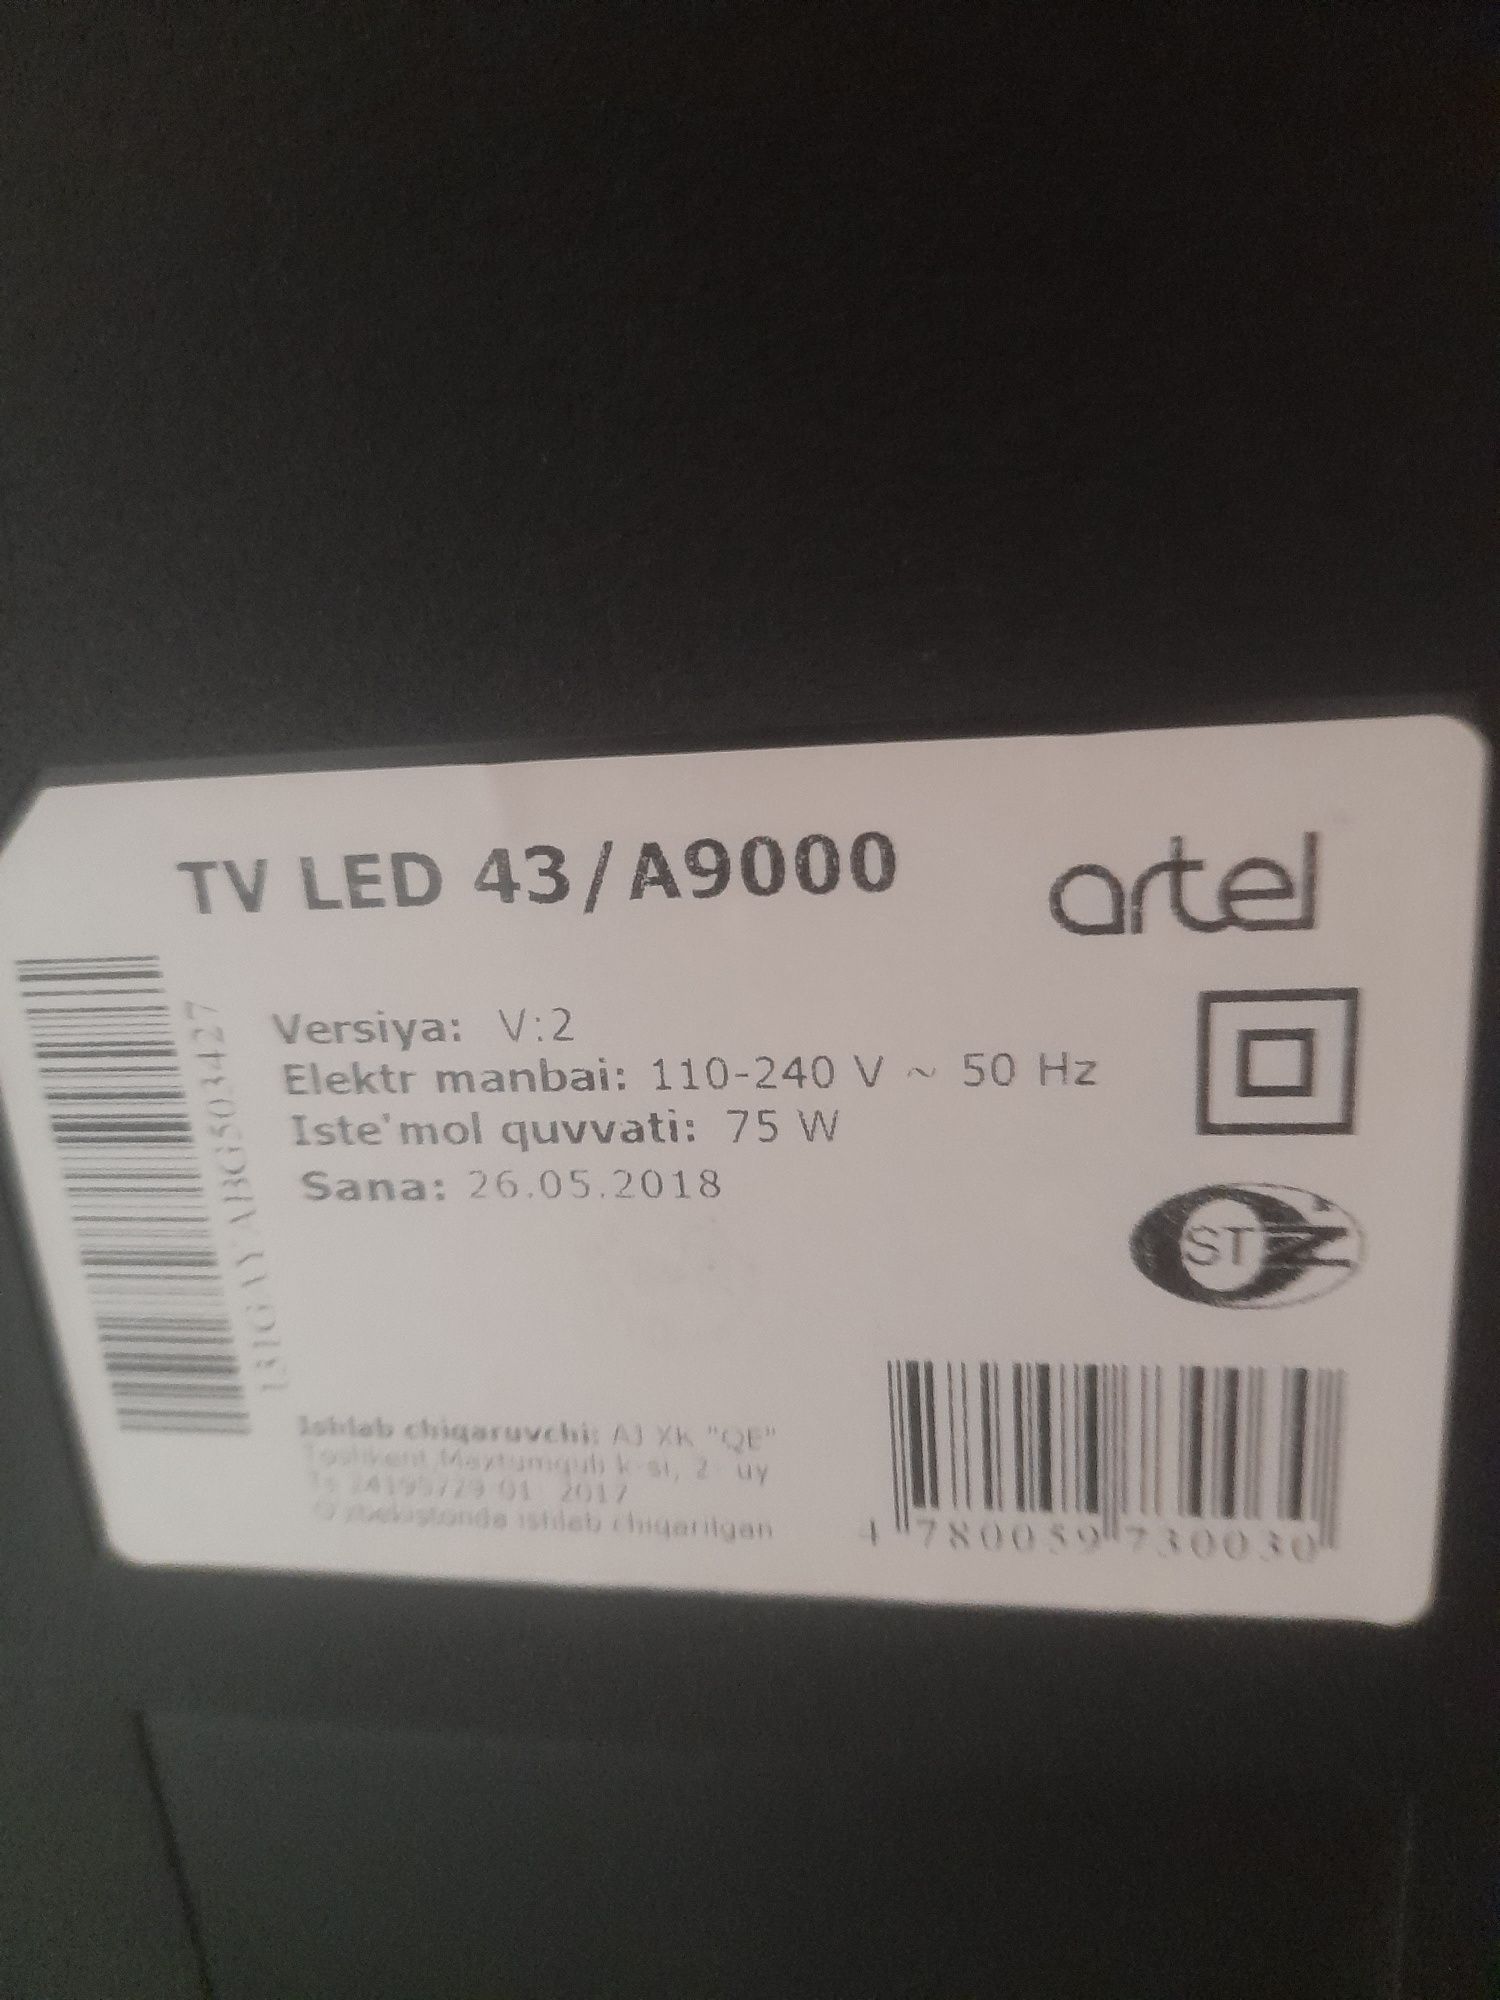 TV LED 43/A9000
artel
Versiya: V:2
Elektr manbai: 110-240 V ~ 50 Hz
Iste'mol quvvati: 75 W
Sana: 26.05.2018
ST
Ishlab chiqaruvchi: AJ XK "QE"
Toshkent, Maxtumquli k-si, 2- uy
2017
O'zbekistonda ishlab chiqarilgan
4 780059 730030